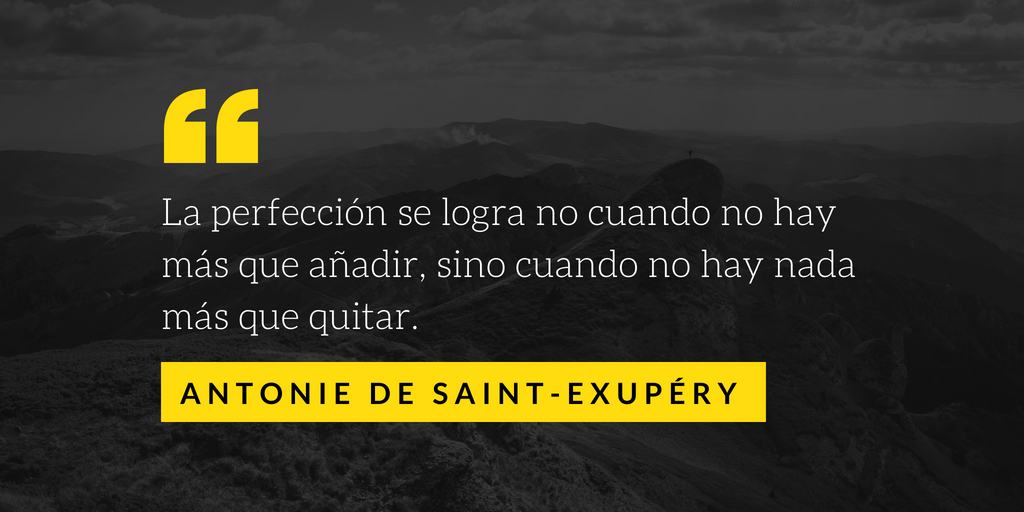 La perfección se logra no cuando no hay
más que añadir, sino cuando no hay nada
más que quitar.
ANTONIE DE SAINT-EXUPÉRY